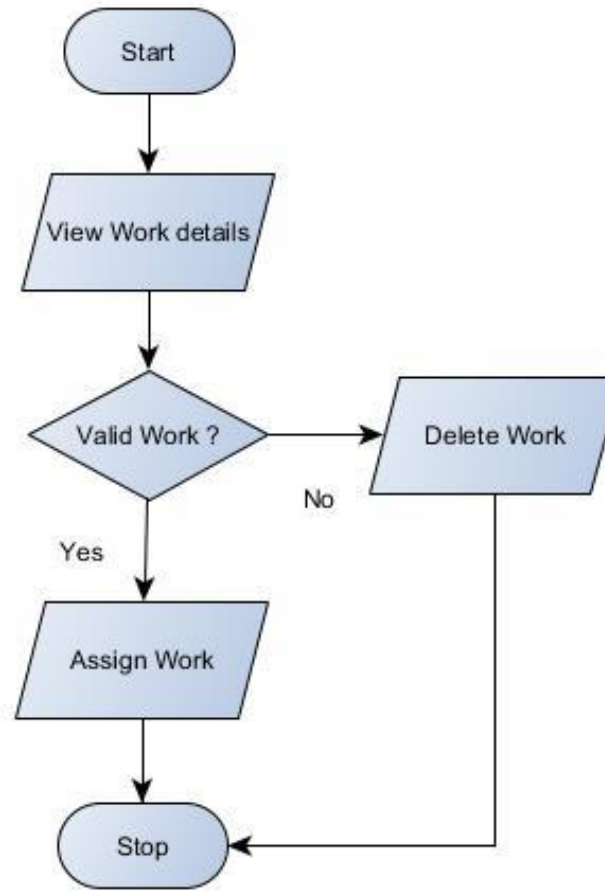 Start
View Work details
Valid Work ?
Delete Work
No
Yes
Assign Work
Stop